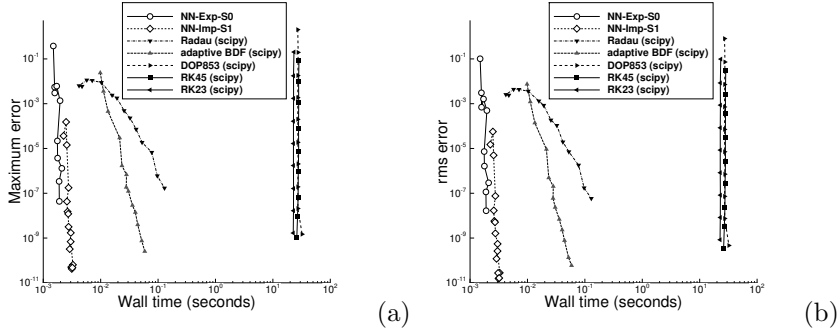 NN-Exp-S0
NN-Imp-S1
Radau (scipy)
adaptive BDF (scipy)
DOP853 (scipy)
RK45 (scipy)
RK23 (scipy)
Maximum error
10^-1
10^-3
10^-5
10^-7
10^-9
10^-11
10^-3 10^-2 10^-1 10^0 10^1 10^2
Wall time (seconds)
(a)
NN-Exp-S0
NN-Imp-S1
Radau (scipy)
adaptive BDF (scipy)
DOP853 (scipy)
RK45 (scipy)
RK23 (scipy)
rms error
10^-1
10^-3
10^-5
10^-7
10^-9
10^-11
10^-3 10^-2 10^-1 10^0 10^1 10^2
Wall time (seconds)
(b)